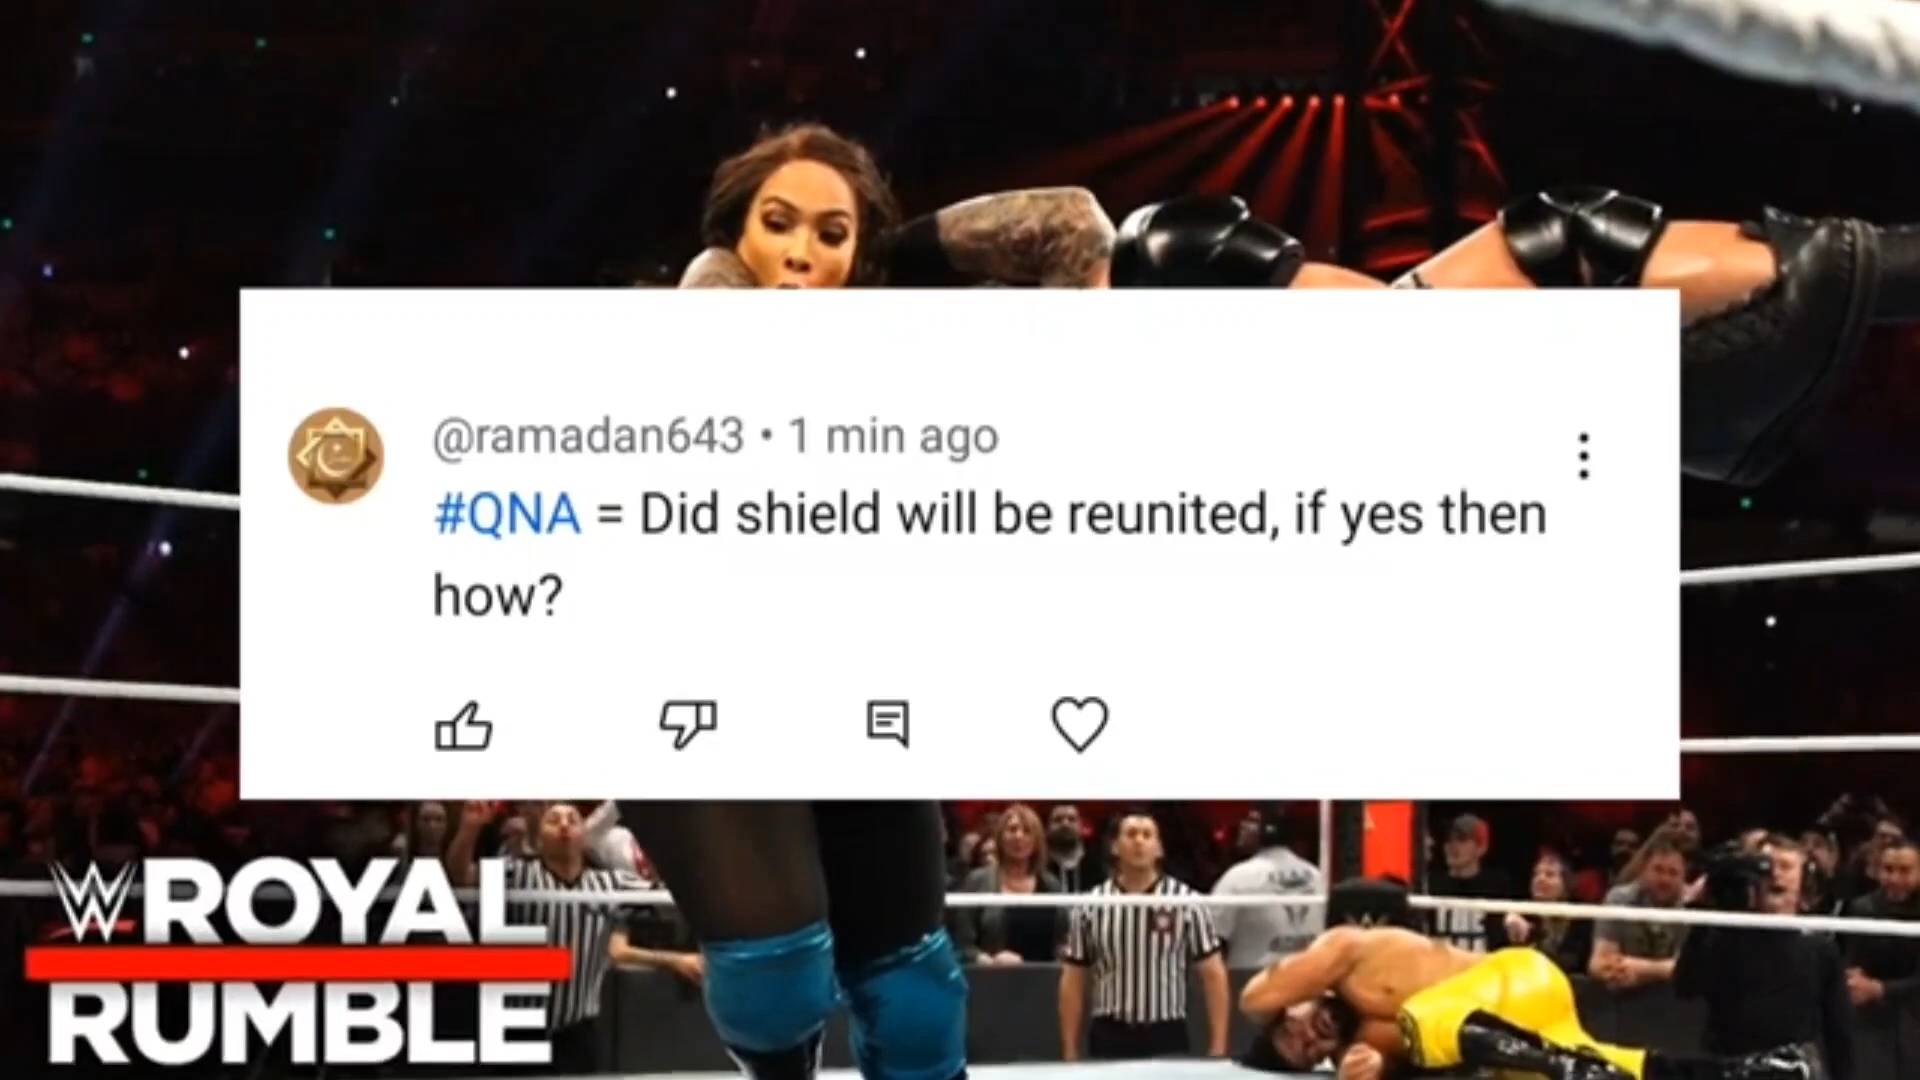 @ramadan643 • 1 min ago
#QNA = Did shield will be reunited, if yes then
how?
W ROYAL
RUMBLE